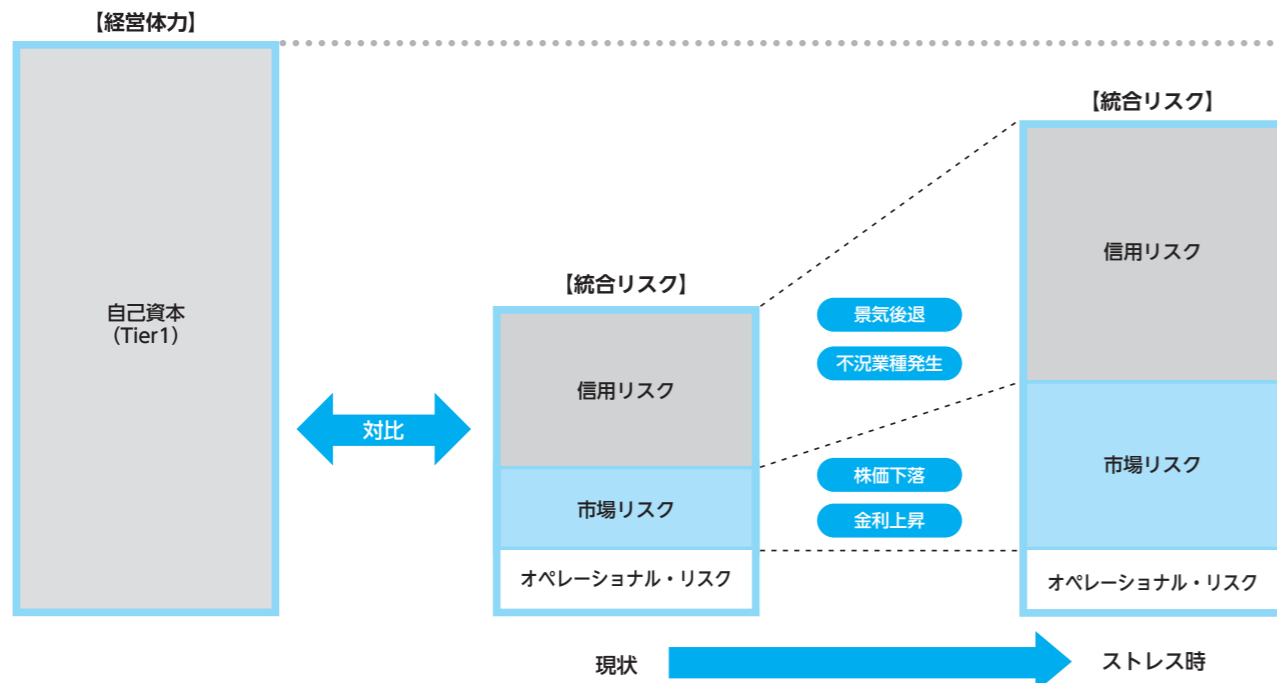 【経営体力】
自己資本
(Tier1)
対比
【統合リスク】
信用リスク
市場リスク
オペレーショナル・リスク
景気後退
不況業種発生
株価下落
金利上昇
【統合リスク】
信用リスク
市場リスク
オペレーショナル・リスク
現状
ストレス時